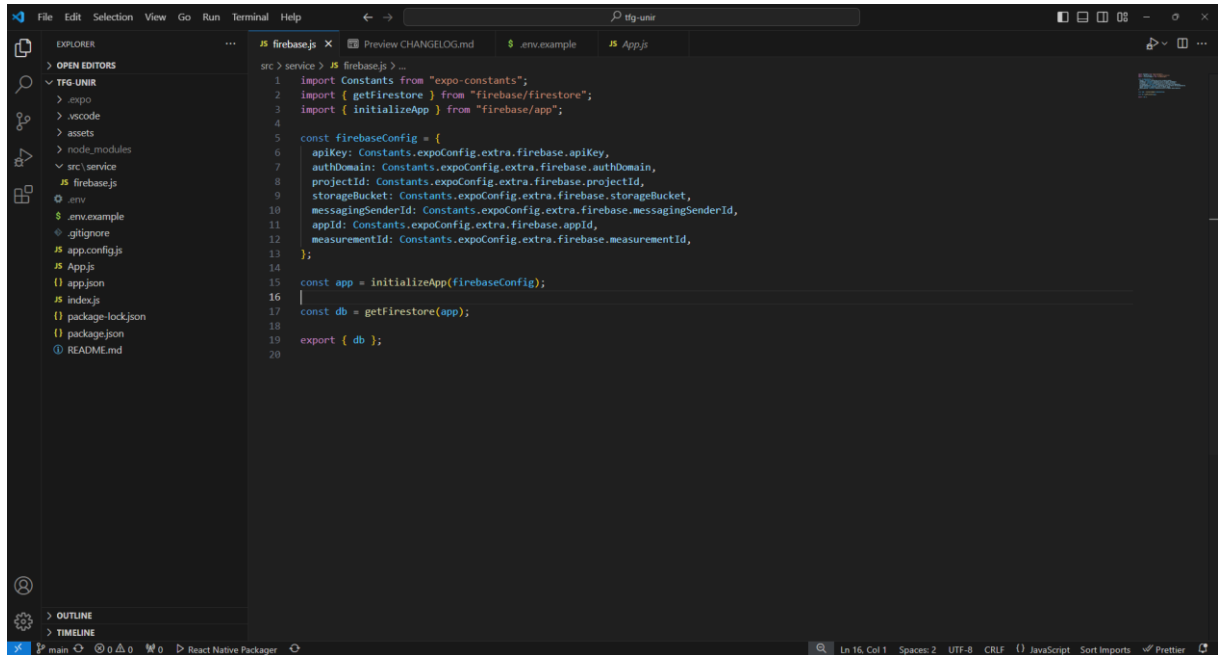 File Edit Selection View Go Run Terminal Help
tfg-unir
EXPLORER
OPEN EDITORS
TFG-UNIR
.expo
.vscode
assets
node_modules
src\service
JS firebase.js
.env
$ .env.example
.gitignore
JS app.config.js
JS App.js
{} app.json
JS index.js
{} package-lock.json
{} package.json
README.md
OUTLINE
TIMELINE
JS firebase.js Preview CHANGELOG.md $ .env.example JS App.js
src > service > JS firebase.js > ...
1 import Constants from "expo-constants";
2 import { getFirestore } from "firebase/firestore";
3 import { initializeApp } from "firebase/app";
4
5 const firebaseConfig = {
6 apiKey: Constants.expoConfig.extra.firebase.apiKey,
7 authDomain: Constants.expoConfig.extra.firebase.authDomain,
8 projectId: Constants.expoConfig.extra.firebase.projectId,
9 storageBucket: Constants.expoConfig.extra.firebase.storageBucket,
10 messagingSenderId: Constants.expoConfig.extra.firebase.messagingSenderId,
11 appId: Constants.expoConfig.extra.firebase.appId,
12 measurementId: Constants.expoConfig.extra.firebase.measurementId,
13 };
14
15 const app = initializeApp(firebaseConfig);
16
17 const db = getFirestore(app);
18
19 export { db };
20
main 0 0 0 React Native Packager
Ln 16, Col 1 Spaces: 2 UTF-8 CRLF {} JavaScript Sort Imports Prettier